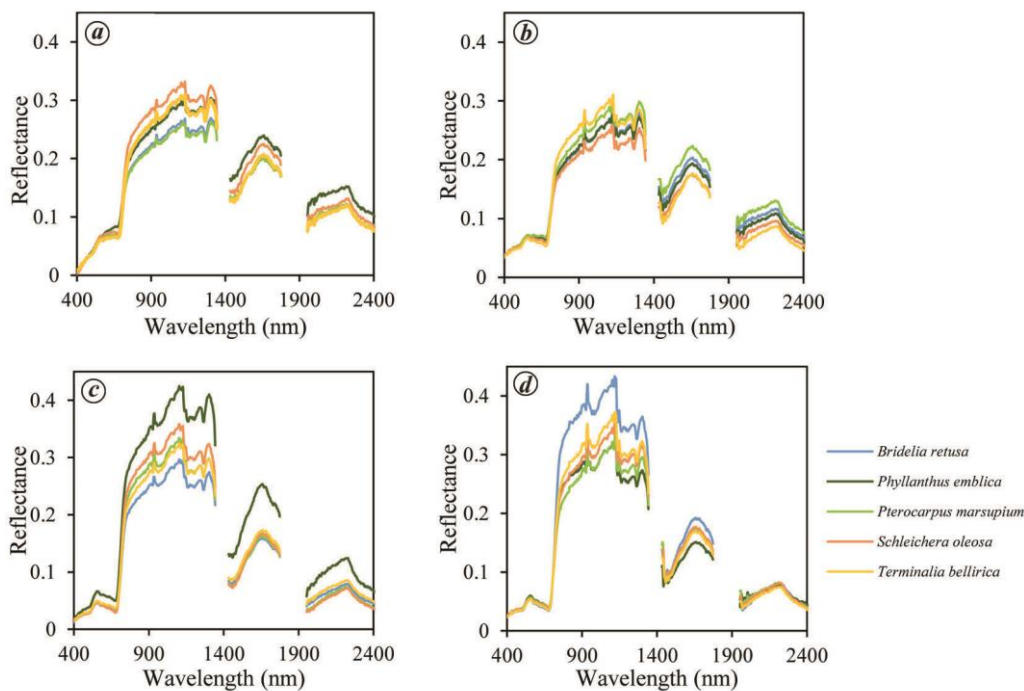 a
0.4
0.3
0.2
0.1
0
Reflectance
400 900 1400 1900 2400
Wavelength (nm)
b
0.4
0.3
0.2
0.1
0
Reflectance
400 900 1400 1900 2400
Wavelength (nm)
c
0.4
0.3
0.2
0.1
0
Reflectance
400 900 1400 1900 2400
Wavelength (nm)
d
0.4
0.3
0.2
0.1
0
Reflectance
400 900 1400 1900 2400
Wavelength (nm)
Bridelia retusa
Phyllanthus emblica
Pterocarpus marsupium
Schleichera oleosa
Terminalia bellirica